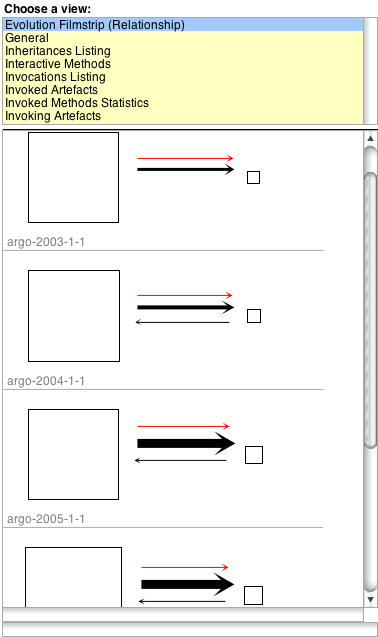 Choose a view:
Evolution Filmstrip (Relationship)
General
Inheritances Listing
Interactive Methods
Invocations Listing
Invoked Artefacts
Invoked Methods Statistics
Invoking Artefacts
argo-2003-1-1
argo-2004-1-1
argo-2005-1-1